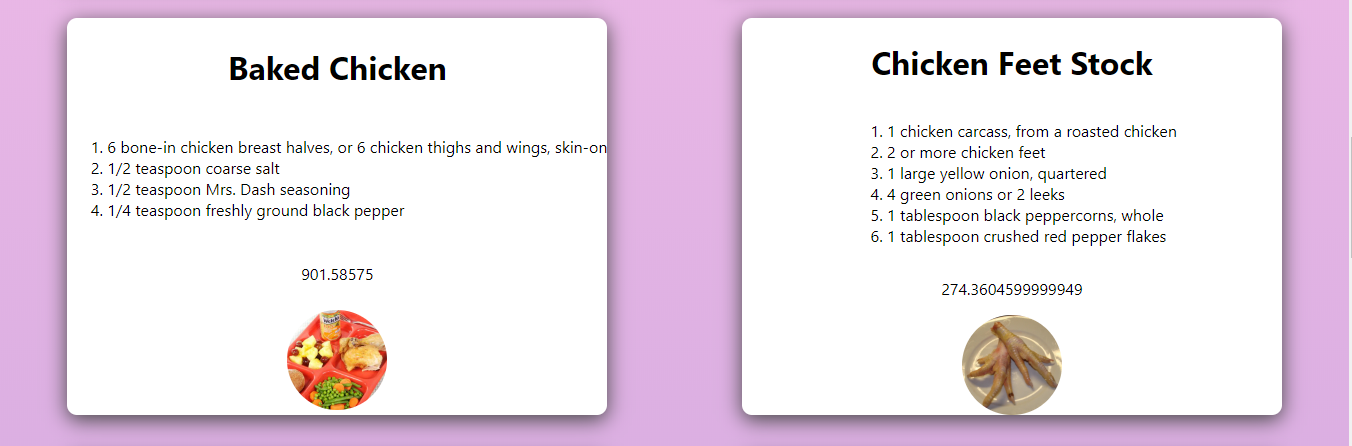 Baked Chicken
1. 6 bone-in chicken breast halves, or 6 chicken thighs and wings, skin-on
2. 1/2 teaspoon coarse salt
3. 1/2 teaspoon Mrs. Dash seasoning
4. 1/4 teaspoon freshly ground black pepper
901.58575
Chicken Feet Stock
1. 1 chicken carcass, from a roasted chicken
2. 2 or more chicken feet
3. 1 large yellow onion, quartered
4. 4 green onions or 2 leeks
5. 1 tablespoon black peppercorns, whole
6. 1 tablespoon crushed red pepper flakes
274.3604599999949